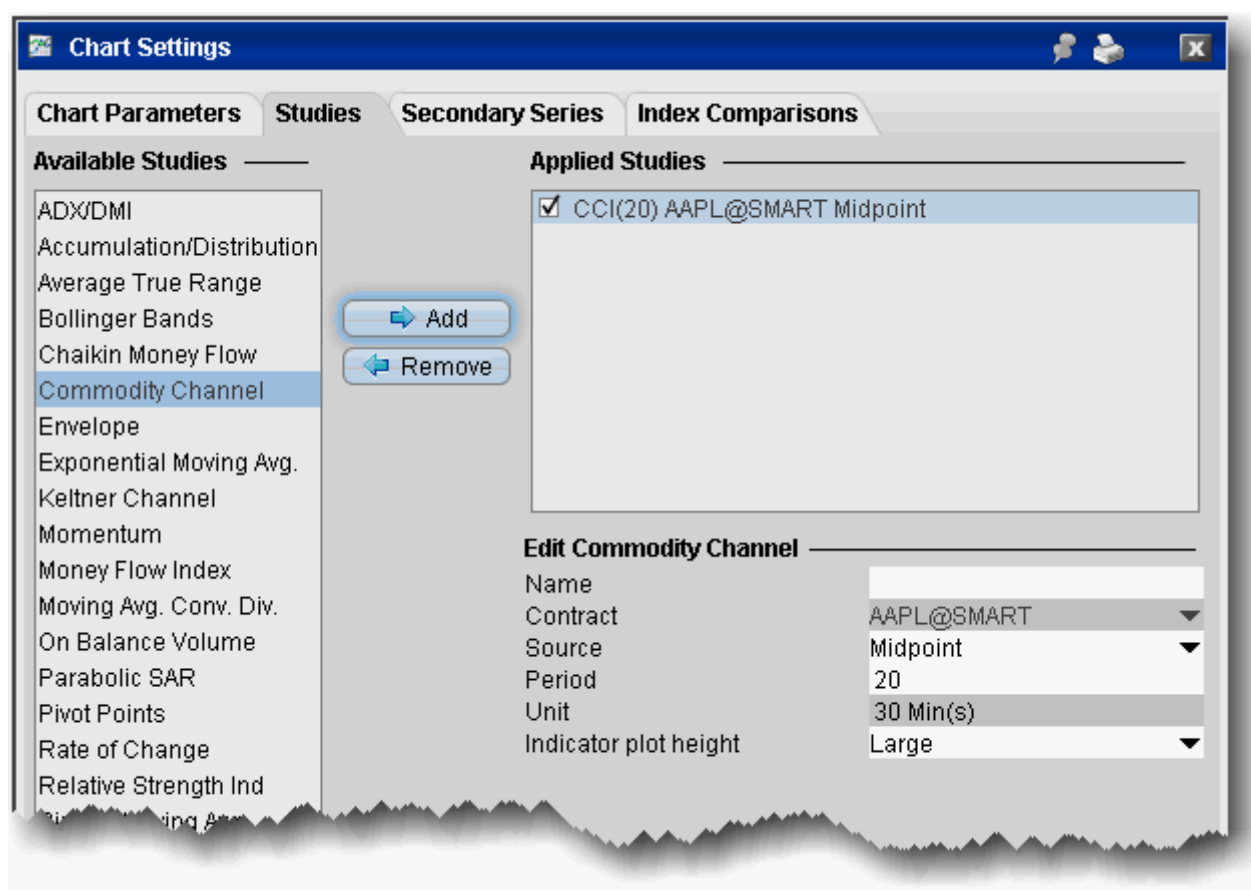 Chart Settings
Chart Parameters Studies Secondary Series Index Comparisons
Available Studies
ADX/DMI
Accumulation/Distribution
Average True Range
Bollinger Bands
Chaikin Money Flow
Commodity Channel
Envelope
Exponential Moving Avg.
Keltner Channel
Momentum
Money Flow Index
Moving Avg. Conv. Div.
On Balance Volume
Parabolic SAR
Pivot Points
Rate of Change
Relative Strength Ind
Add
Remove
Applied Studies
CCI(20) AAPL@SMART Midpoint
Edit Commodity Channel
Name
Contract AAPL@SMART
Source Midpoint
Period 20
Unit 30 Min(s)
Indicator plot height Large